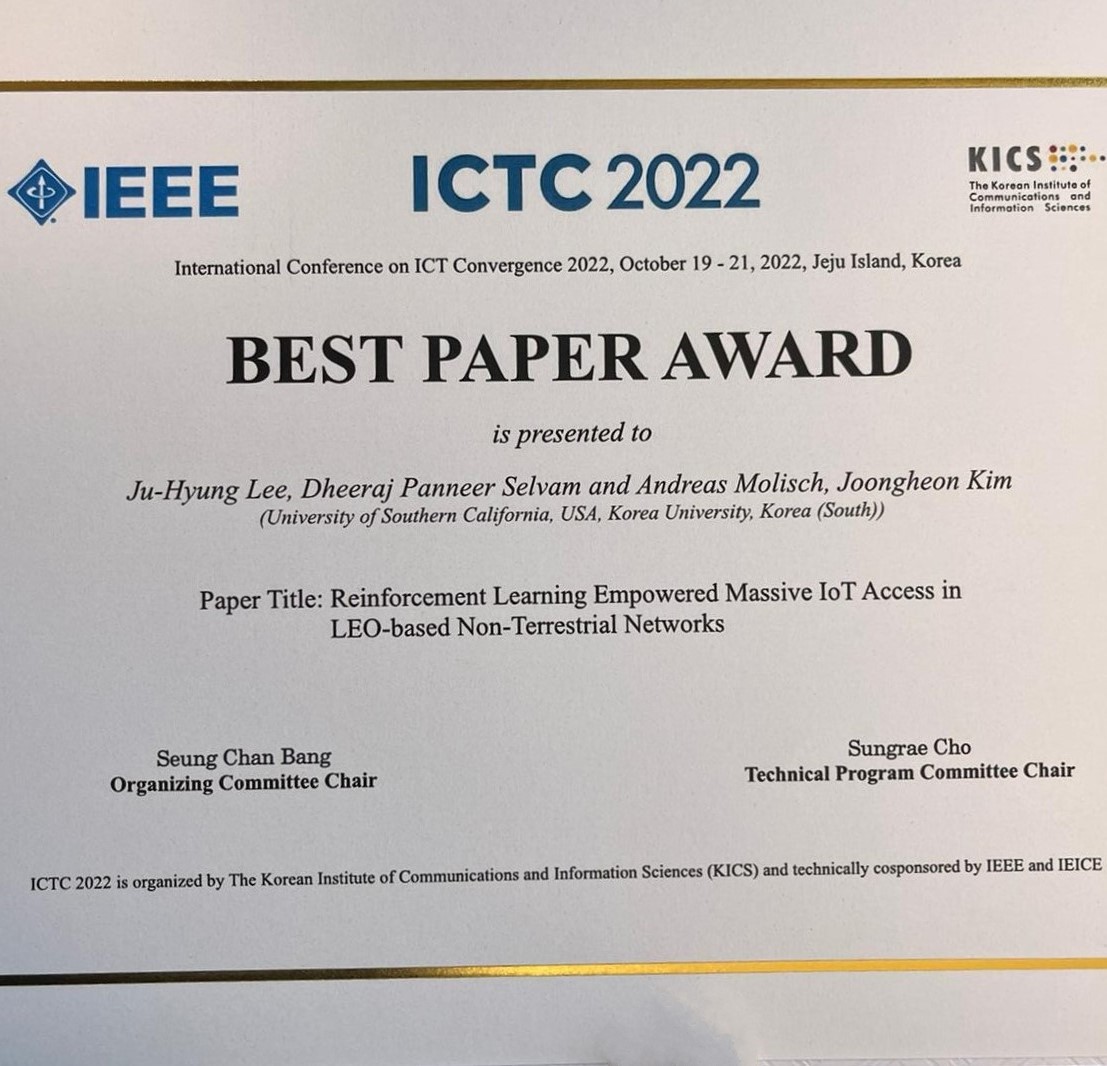 IEEE
ICTC 2022
KICS
The Korean Institute of
Communications and
Information Sciences
International Conference on ICT Convergence 2022, October 19 - 21, 2022, Jeju Island, Korea
BEST PAPER AWARD
is presented to
Ju-Hyung Lee, Dheeraj Panneer Selvam and Andreas Molisch, Joongheon Kim
(University of Southern California, USA, Korea University, Korea (South))
Paper Title: Reinforcement Learning Empowered Massive IoT Access in
LEO-based Non-Terrestrial Networks
Seung Chan Bang
Organizing Committee Chair
Sungrae Cho
Technical Program Committee Chair
ICTC 2022 is organized by The Korean Institute of Communications and Information Sciences (KICS) and technically cosponsored by IEEE and IEICE